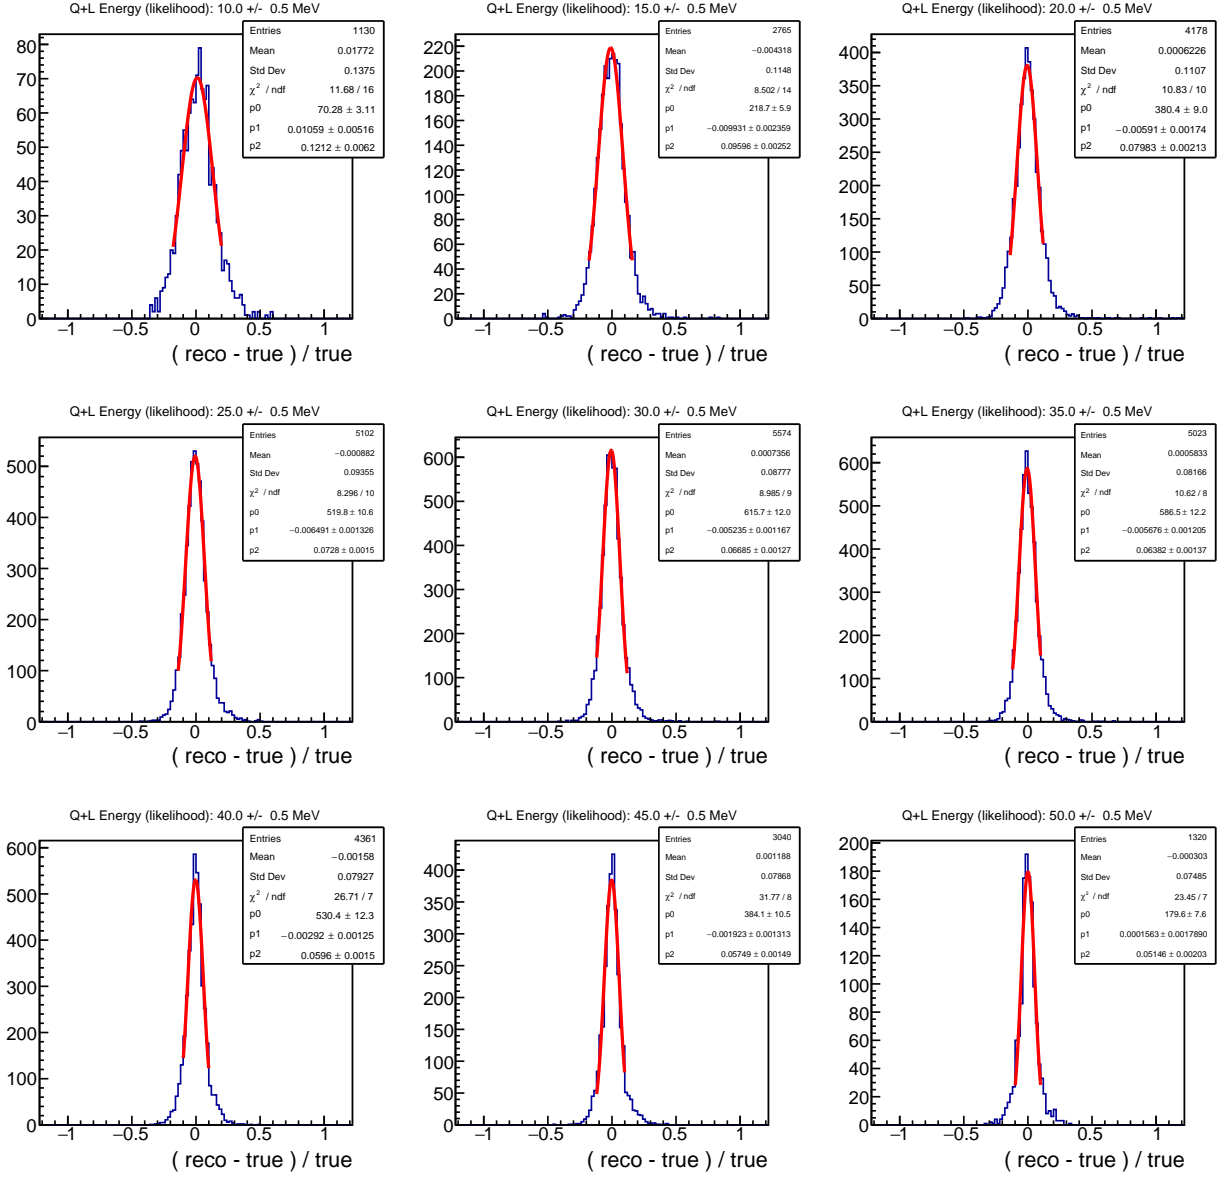 Q+L Energy (likelihood): 10.0 +/-  0.5 MeV
Entries 1130
Mean 0.01772
Std Dev 0.1375
χ² / ndf 11.68 / 16
p0 70.28 ± 3.11
p1 0.01059 ± 0.00516
p2 0.1212 ± 0.0062
80
70
60
50
40
30
20
10
0
−1 −0.5 0 0.5 1
( reco - true ) / true
Q+L Energy (likelihood): 15.0 +/-  0.5 MeV
Entries 2765
Mean −0.004318
Std Dev 0.1148
χ² / ndf 8.502 / 14
p0 218.7 ± 5.9
p1 −0.009931 ± 0.002359
p2 0.09596 ± 0.00252
220
200
180
160
140
120
100
80
60
40
20
0
−1 −0.5 0 0.5 1
( reco - true ) / true
Q+L Energy (likelihood): 20.0 +/-  0.5 MeV
Entries 4178
Mean 0.0006226
Std Dev 0.1107
χ² / ndf 10.83 / 10
p0 380.4 ± 9.0
p1 −0.00591 ± 0.00174
p2 0.07983 ± 0.00213
400
350
300
250
200
150
100
50
0
−1 −0.5 0 0.5 1
( reco - true ) / true
Q+L Energy (likelihood): 25.0 +/-  0.5 MeV
Entries 5102
Mean −0.000882
Std Dev 0.09355
χ² / ndf 8.296 / 10
p0 519.8 ± 10.6
p1 −0.006491 ± 0.001326
p2 0.0728 ± 0.0015
500
400
300
200
100
0
−1 −0.5 0 0.5 1
( reco - true ) / true
Q+L Energy (likelihood): 30.0 +/-  0.5 MeV
Entries 5574
Mean 0.0007356
Std Dev 0.08777
χ² / ndf 8.985 / 9
p0 615.7 ± 12.0
p1 −0.005235 ± 0.001167
p2 0.06685 ± 0.00127
600
500
400
300
200
100
0
−1 −0.5 0 0.5 1
( reco - true ) / true
Q+L Energy (likelihood): 35.0 +/-  0.5 MeV
Entries 5023
Mean 0.0005833
Std Dev 0.08166
χ² / ndf 10.62 / 8
p0 586.5 ± 12.2
p1 −0.005676 ± 0.001205
p2 0.06382 ± 0.00137
600
500
400
300
200
100
0
−1 −0.5 0 0.5 1
( reco - true ) / true
Q+L Energy (likelihood): 40.0 +/-  0.5 MeV
Entries 4361
Mean −0.00158
Std Dev 0.07927
χ² / ndf 26.71 / 7
p0 530.4 ± 12.3
p1 −0.00292 ± 0.00125
p2 0.0596 ± 0.0015
600
500
400
300
200
100
0
−1 −0.5 0 0.5 1
( reco - true ) / true
Q+L Energy (likelihood): 45.0 +/-  0.5 MeV
Entries 3040
Mean 0.001188
Std Dev 0.07868
χ² / ndf 31.77 / 8
p0 384.1 ± 10.5
p1 −0.001923 ± 0.001313
p2 0.05749 ± 0.00149
400
350
300
250
200
150
100
50
0
−1 −0.5 0 0.5 1
( reco - true ) / true
Q+L Energy (likelihood): 50.0 +/-  0.5 MeV
Entries 1320
Mean −0.000303
Std Dev 0.07485
χ² / ndf 23.45 / 7
p0 179.6 ± 7.6
p1 0.0001563 ± 0.0017890
p2 0.05146 ± 0.00203
200
180
160
140
120
100
80
60
40
20
0
−1 −0.5 0 0.5 1
( reco - true ) / true